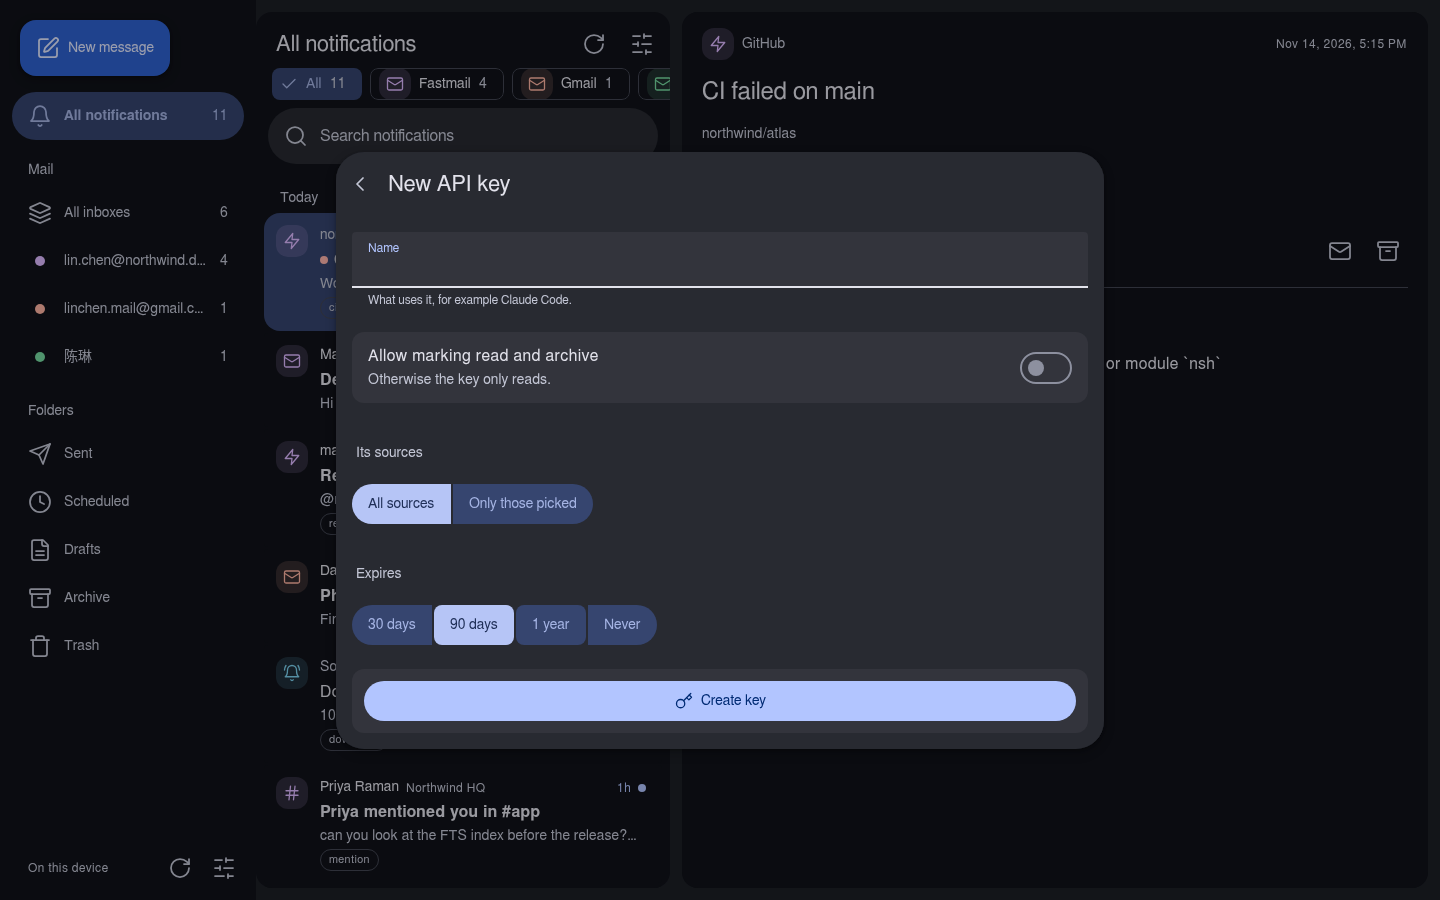 New message
All notifications 11
Mail
All inboxes 6
lin.chen@northwind.d... 4
linchen.mail@gmail.c... 1
陈琳 1
Folders
Sent
Scheduled
Drafts
Archive
Trash
On this device
All notifications
All 11
Fastmail 4
Gmail 1
Search notifications
Today
Hi
10
Priya Raman Northwind HQ 1h
Priya mentioned you in #app
can you look at the FTS index before the release?...
mention
GitHub
Nov 14, 2026, 5:15 PM
CI failed on main
northwind/atlas
or module `nsh`
New API key
Name
What uses it, for example Claude Code.
Allow marking read and archive
Otherwise the key only reads.
Its sources
All sources
Only those picked
Expires
30 days
90 days
1 year
Never
Create key